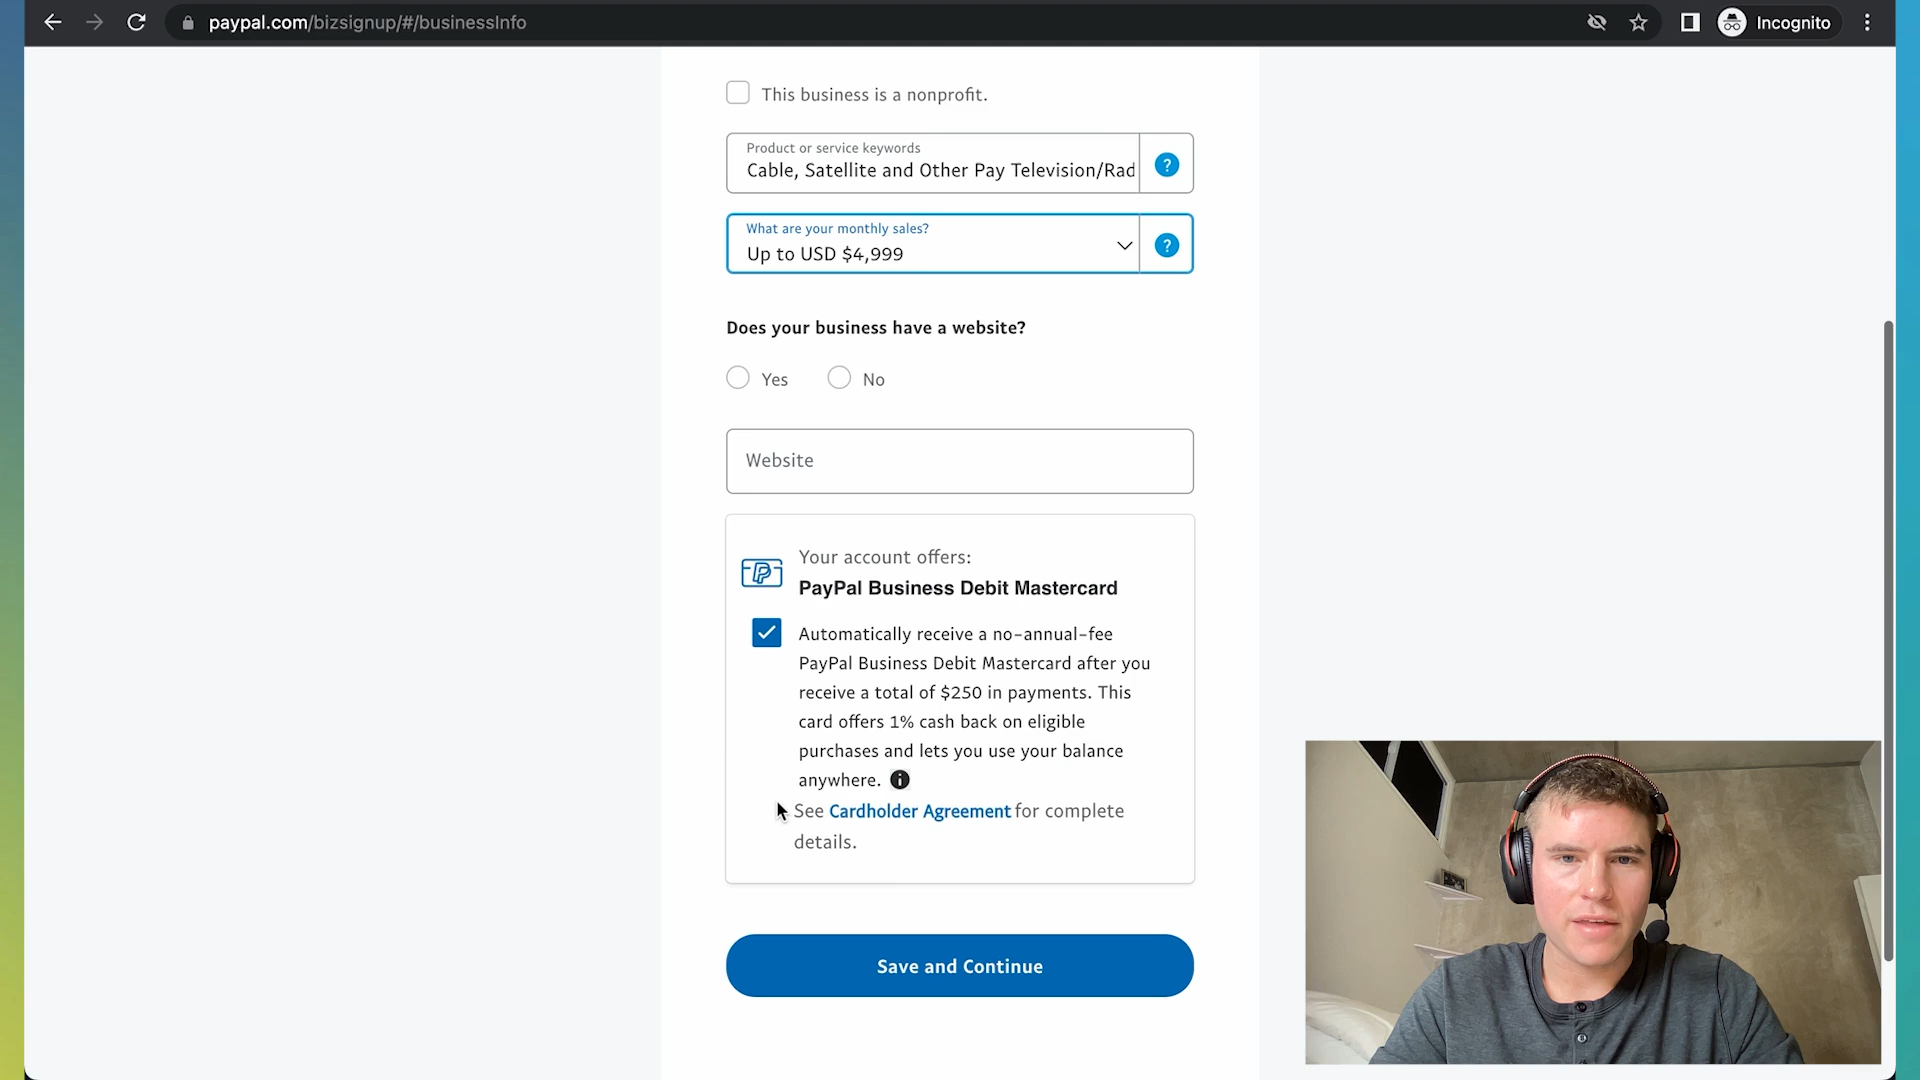 paypal.com/bizsignup/#/businessInfo
Incognito
This business is a nonprofit.
Product or service keywords
Cable, Satellite and Other Pay Television/Rad
?
What are your monthly sales?
Up to USD $4,999
?
Does your business have a website?
Yes
No
Website
Your account offers:
PayPal Business Debit Mastercard
Automatically receive a no-annual-fee
PayPal Business Debit Mastercard after you
receive a total of $250 in payments. This
card offers 1% cash back on eligible
purchases and lets you use your balance
anywhere.
See Cardholder Agreement for complete
details.
Save and Continue